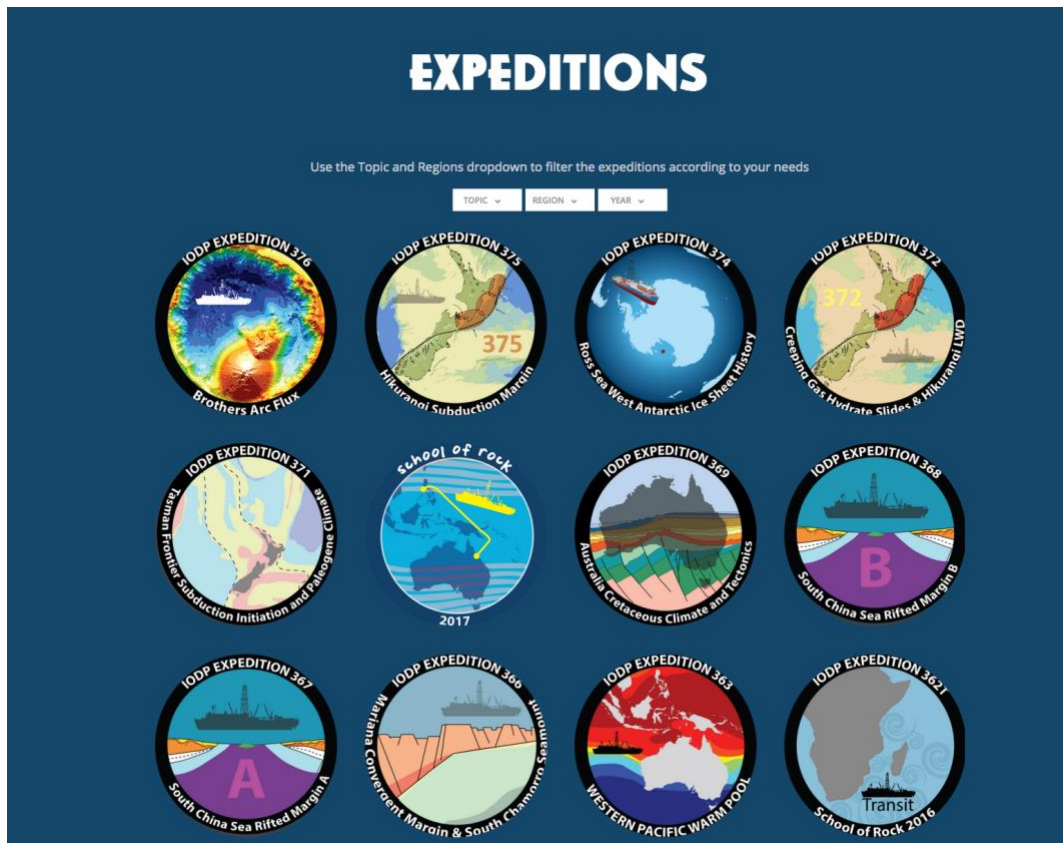 EXPEDITIONS
Use the Topic and Regions dropdown to filter the expeditions according to your needs
TOPIC
REGION
YEAR
IODP EXPEDITION 376
Brothers Arc Flux
IODP EXPEDITION 375
375
Hikurangi Subduction Margin
IODP EXPEDITION 374
Ross Sea West Antarctic Ice Sheet History
IODP EXPEDITION 372
372
Creeping Gas Hydrate Slides & Hikurangi LWD
IODP EXPEDITION 371
Tasman Frontier Subduction Initiation and Paleogene Climate
school of rock
2017
IODP EXPEDITION 369
Australia Cretaceous Climate and Tectonics
IODP EXPEDITION 368
B
South China Sea Rifted Margin B
IODP EXPEDITION 367
A
South China Sea Rifted Margin A
IODP EXPEDITION 366
Mariana Convergent Margin & South Chamorro Seamount
IODP EXPEDITION 363
WESTERN PACIFIC WARM POOL
IODP EXPEDITION 362T
Transit
School of Rock 2016